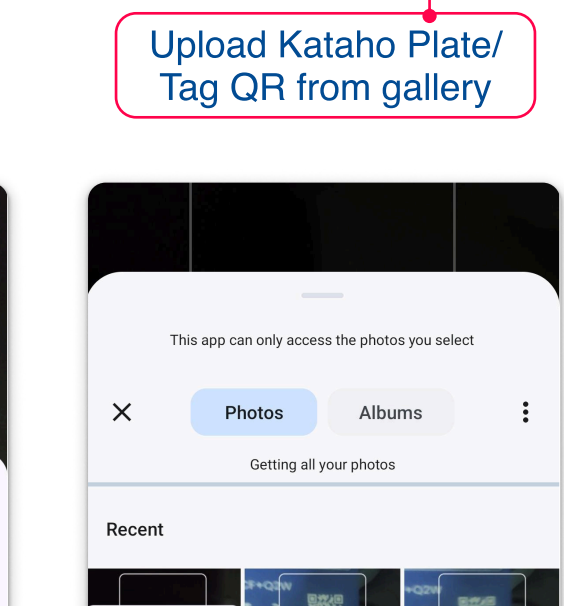 Upload Kataho Plate/
Tag QR from gallery
This app can only access the photos you select
Photos
Albums
Getting all your photos
Recent